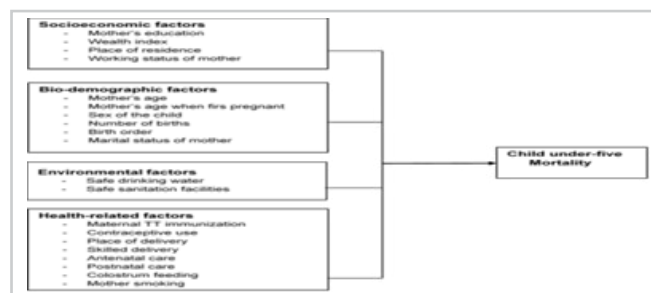 Socioeconomic factors
- Mother's education
- Wealth index
- Place of residence
- Working status of mother
Bio-demographic factors
- Mother's age
- Mother's age when firs pregnant
- Sex of the child
- Number of births
- Birth order
- Marital status of mother
Environmental factors
- Safe drinking water
- Safe sanitation facilities
Health-related factors
- Maternal TT immunization
- Contraceptive use
- Place of delivery
- Skilled delivery
- Antenatal care
- Postnatal care
- Colostrum feeding
- Mother smoking
Child under-five
Mortality